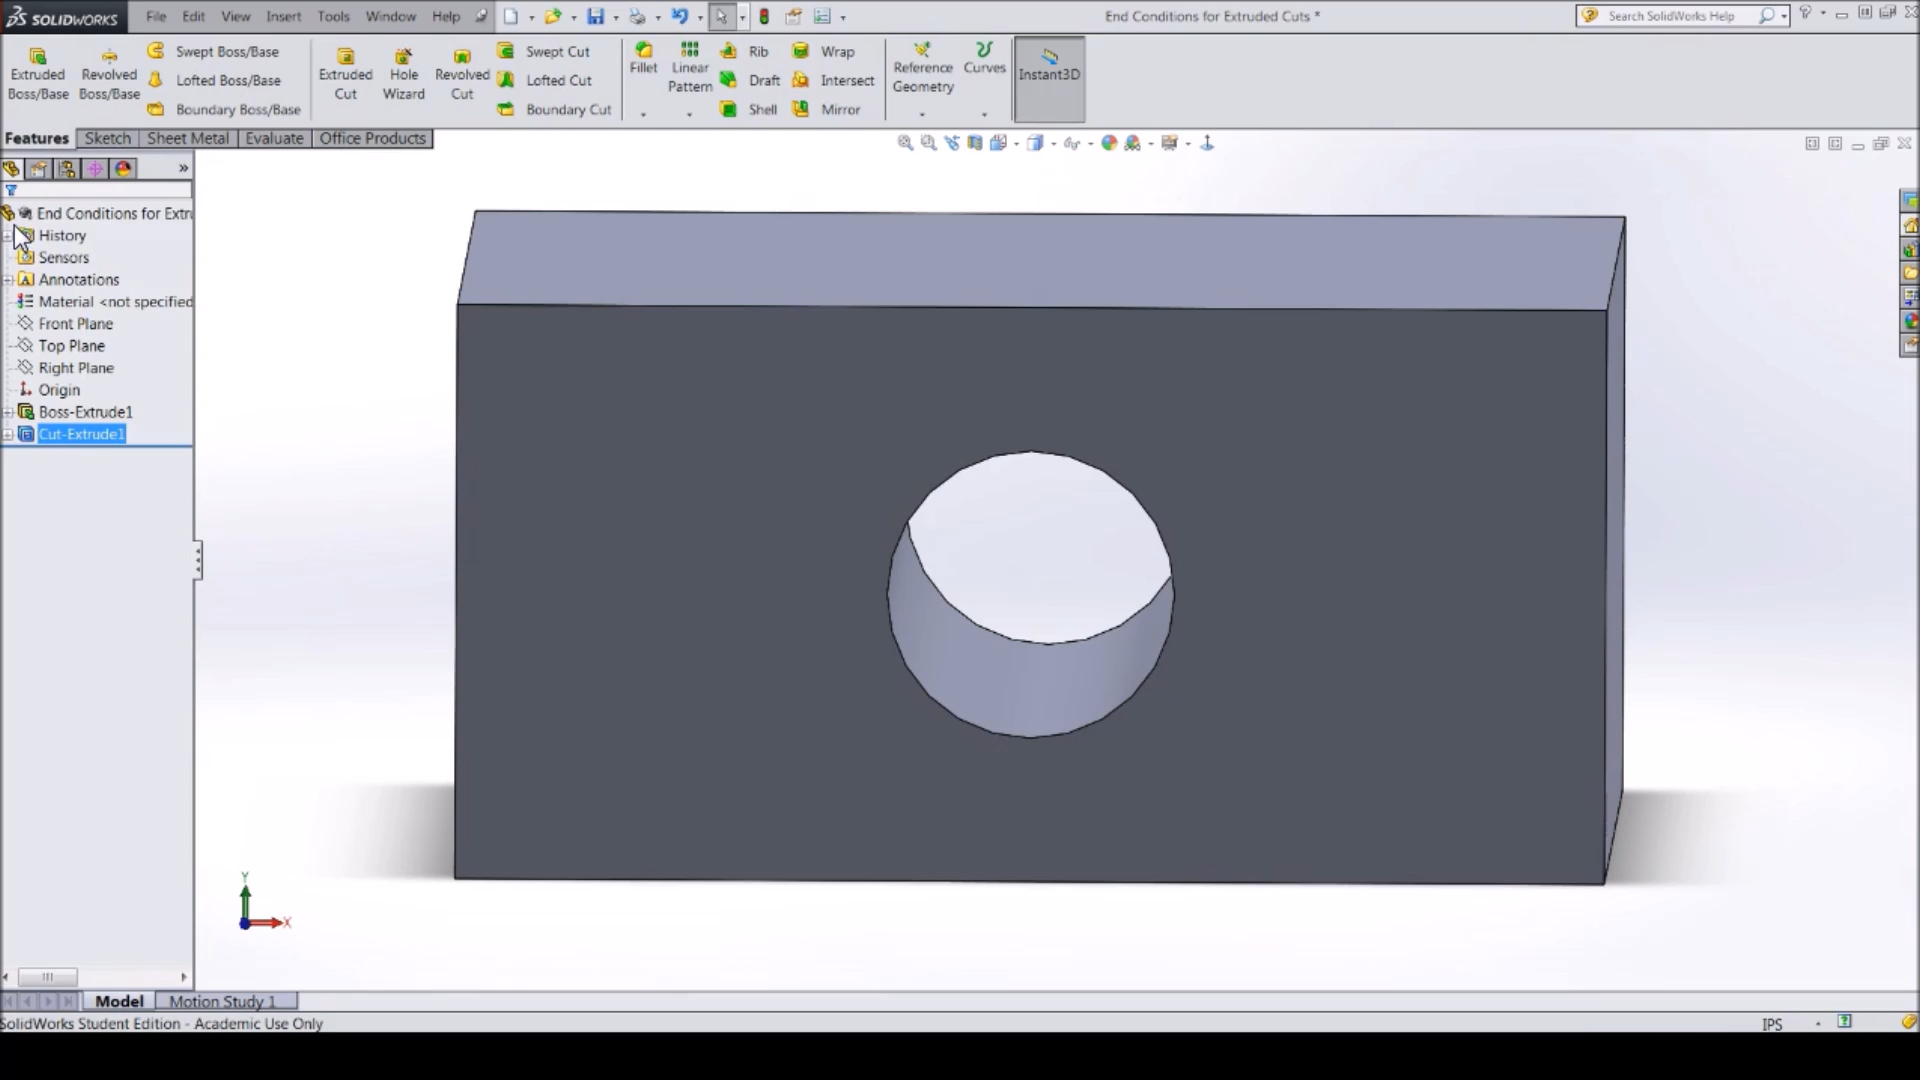 SOLIDWORKS File Edit View Insert Tools Window Help End Conditions for Extruded Cuts * Search SolidWorks Help
Extruded Boss/Base
Revolved Boss/Base
Swept Boss/Base
Lofted Boss/Base
Boundary Boss/Base
Extruded Cut
Hole Wizard
Revolved Cut
Swept Cut
Lofted Cut
Boundary Cut
Fillet
Linear Pattern
Rib
Draft
Shell
Wrap
Intersect
Mirror
Reference Geometry
Curves
Instant3D
Features Sketch Sheet Metal Evaluate Office Products
End Conditions for Extru
History
Sensors
Annotations
Material <not specified
Front Plane
Top Plane
Right Plane
Origin
Boss-Extrude1
Cut-Extrude1
Y
X
Model Motion Study 1
SolidWorks Student Edition - Academic Use Only IPS